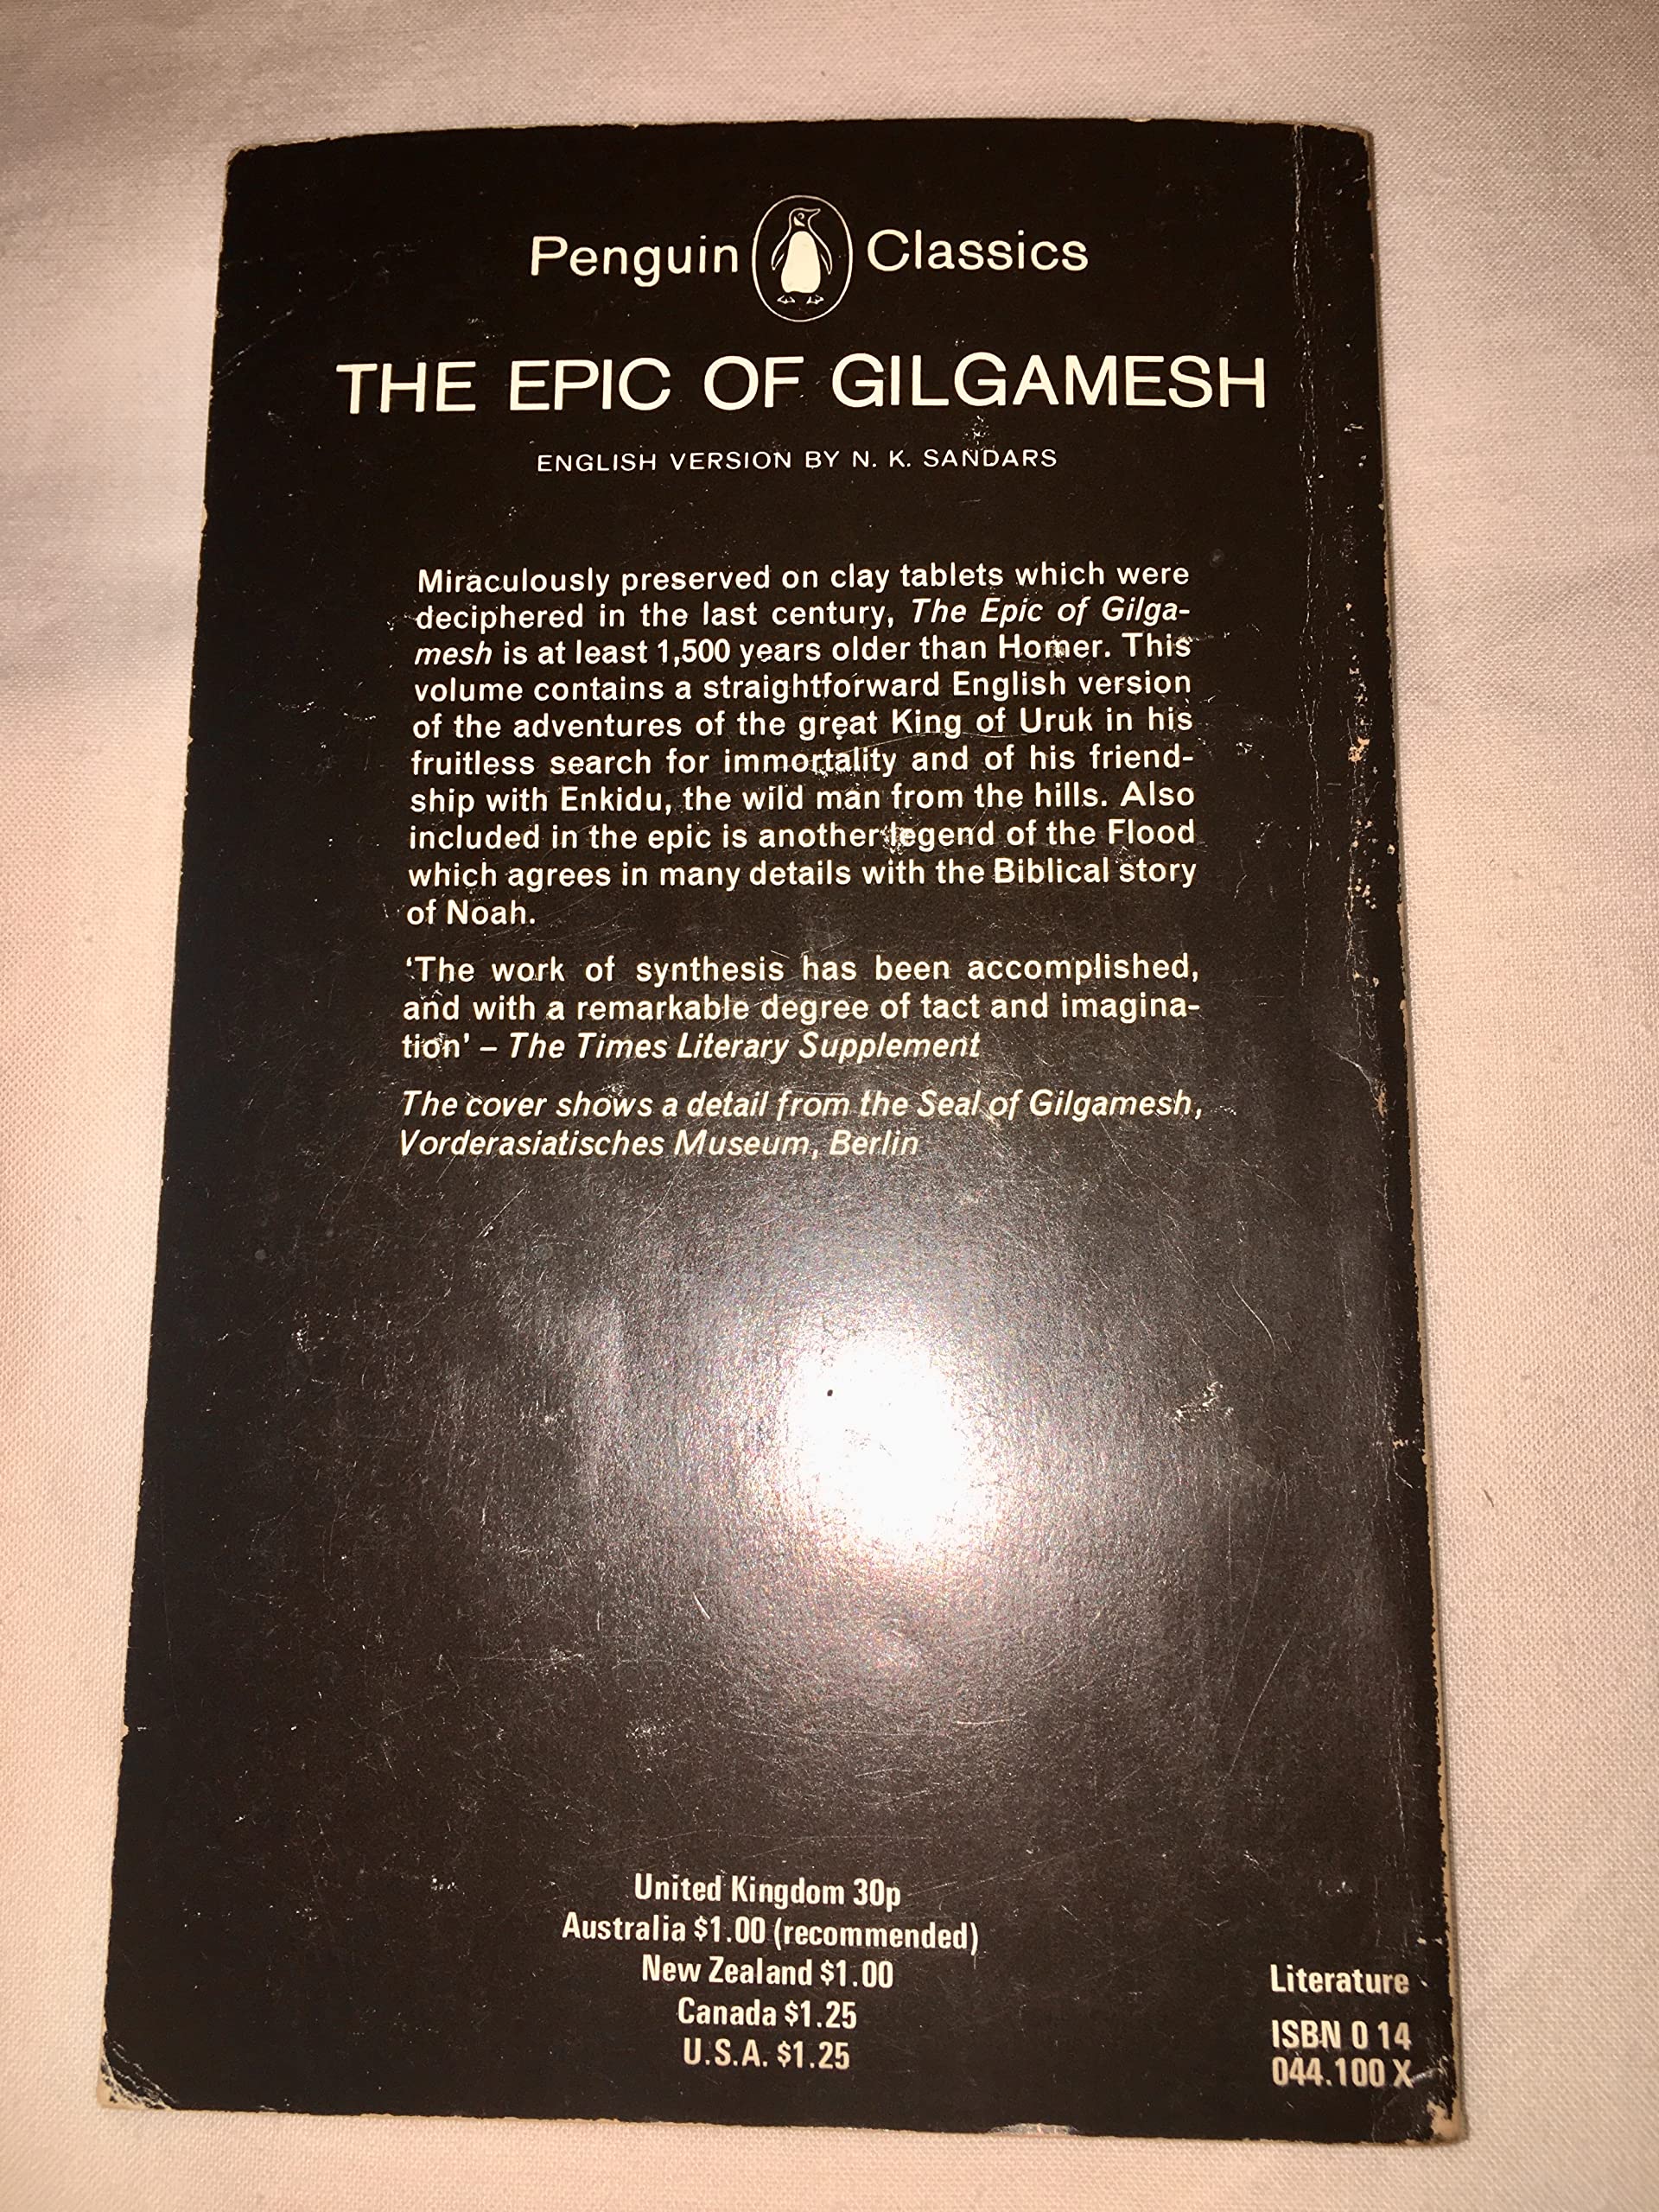 Penguin Classics
THE EPIC OF GILGAMESH
ENGLISH VERSION BY N. K. SANDARS
Miraculously preserved on clay tablets which were
deciphered in the last century, The Epic of Gilga-
mesh is at least 1,500 years older than Homer. This
volume contains a straightforward English version
of the adventures of the great King of Uruk in his
fruitless search for immortality and of his friend-
ship with Enkidu, the wild man from the hills. Also
included in the epic is another legend of the Flood
which agrees in many details with the Biblical story
of Noah.
‘The work of synthesis has been accomplished,
and with a remarkable degree of tact and imagina-
tion’ – The Times Literary Supplement
The cover shows a detail from the Seal of Gilgamesh,
Vorderasiatisches Museum, Berlin
United Kingdom 30p
Australia $1.00 (recommended)
New Zealand $1.00
Canada $1.25
U.S.A. $1.25
Literature
ISBN 0 14
044.100 X